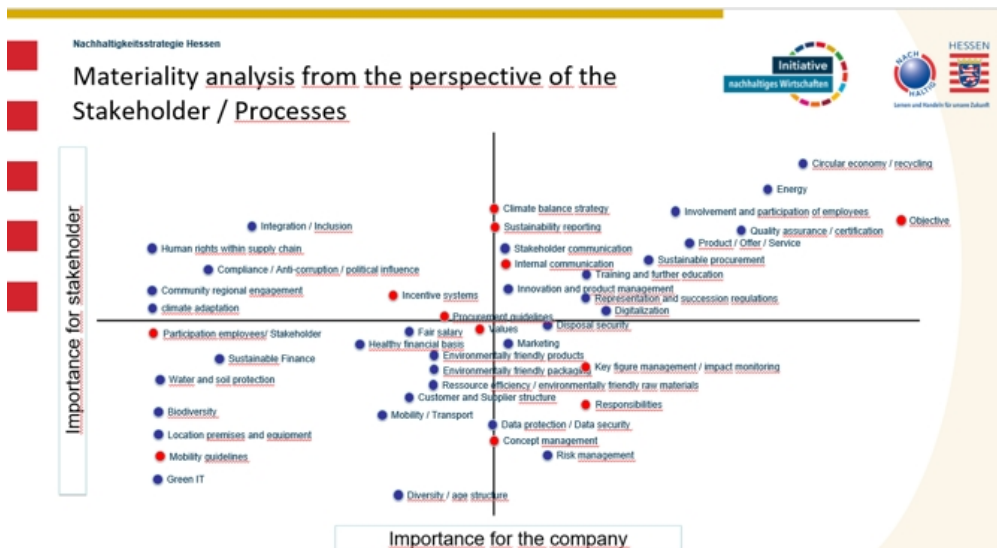 Nachhaltigkeitsstrategie Hessen
Materiality analysis from the perspective of the
Stakeholder / Processes
Initiative
nachhaltiges Wirtschaften
NACH
HALTIG
HESSEN
Lernen und Handeln für unsere Zukunft
Importance for stakeholder
Circular economy / recycling
Energy
Climate balance strategy
Involvement and participation of employees
Objective
Integration / Inclusion
Sustainability reporting
Quality assurance / certification
Human rights within supply chain
Stakeholder communication
Product / Offer / Service
Compliance / Anti-corruption / political influence
Internal communication
Sustainable procurement
Training and further education
Community regional engagement
Incentive systems
Innovation and product management
Representation and succession regulations
climate adaptation
Procurement guidelines
Digitalization
Participation employees/ Stakeholder
Fair salary
Values
Disposal security
Healthy financial basis
Marketing
Sustainable Finance
Environmentally friendly products
Environmentally friendly packaging
Key figure management / impact monitoring
Water and soil protection
Ressource efficiency / environmentally friendly raw materials
Customer and Supplier structure
Responsibilities
Biodiversity
Mobility / Transport
Data protection / Data security
Location premises and equipment
Concept management
Mobility guidelines
Risk management
Green IT
Diversity / age structure
Importance for the company